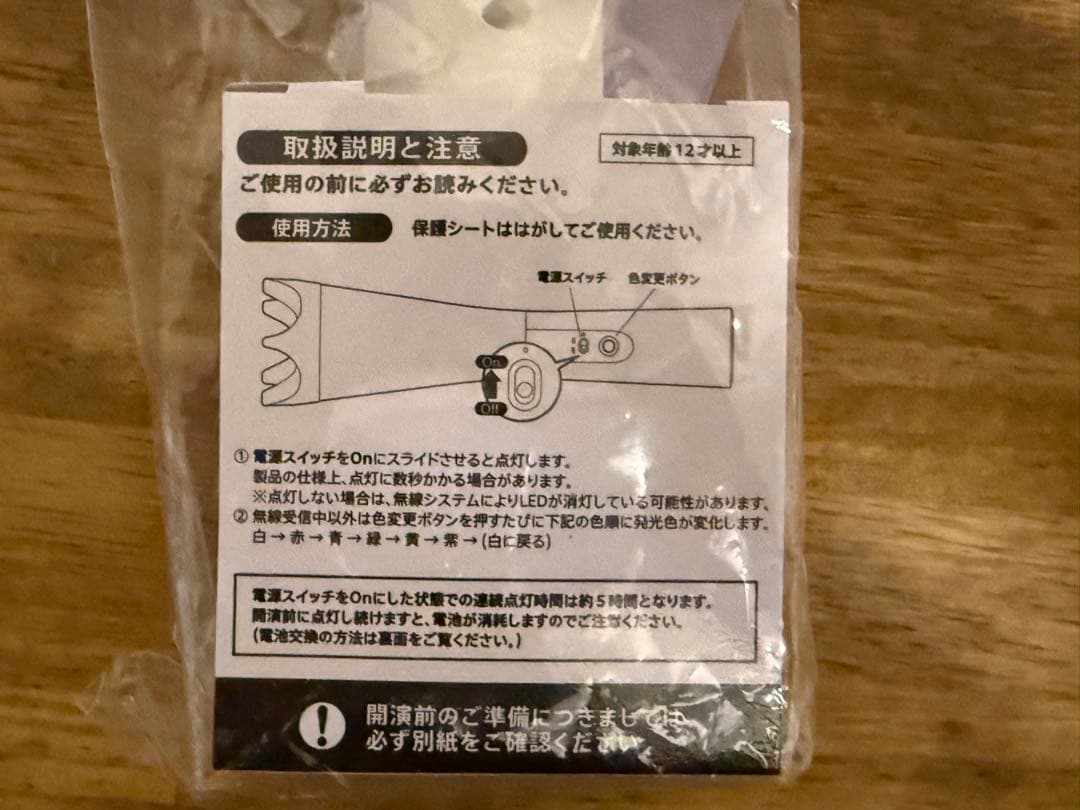 取扱説明と注意
対象年齢12才以上
ご使用の前に必ずお読みください。
使用方法
保護シートははがしてご使用ください。
電源スイッチ
色変更ボタン
On
Off
① 電源スイッチをOnにスライドさせると点灯します。
製品の仕様上、点灯に数秒かかる場合があります。
※点灯しない場合は、無線システムによりLEDが消灯している可能性があります。
② 無線受信中以外は色変更ボタンを押すたびに下記の色順に発光色が変化します。
白→赤→青→緑→黄→紫→(白に戻る)
電源スイッチをOnにした状態での連続点灯時間は約5時間となります。
開演前に点灯し続けますと、電池が消耗しますのでご注意ください。
(電池交換の方法は裏面をご覧ください。)
開演前のご準備につきましては、
必ず別紙をご確認ください